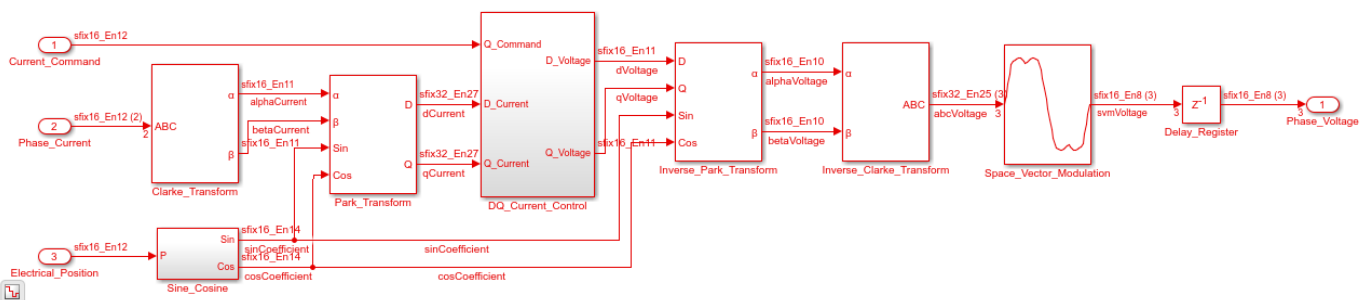 1
sfix16_En12
Current_Command
Q_Command
D_Current
Q_Current
D_Voltage
Q_Voltage
DQ_Current_Control
2
sfix16_En12 (2)
2
Phase_Current
ABC
α
β
Clarke_Transform
sfix16_En11
alphaCurrent
betaCurrent
sfix16_En11
α
β
Sin
Cos
D
Q
Park_Transform
sfix32_En27
dCurrent
sfix32_En27
qCurrent
sfix16_En11
dVoltage
qVoltage
sfix16_En11
D
Q
Sin
Cos
α
β
Inverse_Park_Transform
sfix16_En10
alphaVoltage
sfix16_En10
betaVoltage
α
β
ABC
Inverse_Clarke_Transform
sfix32_En25 (3)
abcVoltage
3
Space_Vector_Modulation
sfix16_En8 (3)
svmVoltage
3
Z-1
Delay_Register
sfix16_En8 (3)
3
1
Phase_Voltage
3
sfix16_En12
Electrical_Position
P
Sin
Cos
Sine_Cosine
sfix16_En14
sinCoefficient
sfix16_En14
cosCoefficient
sinCoefficient
cosCoefficient